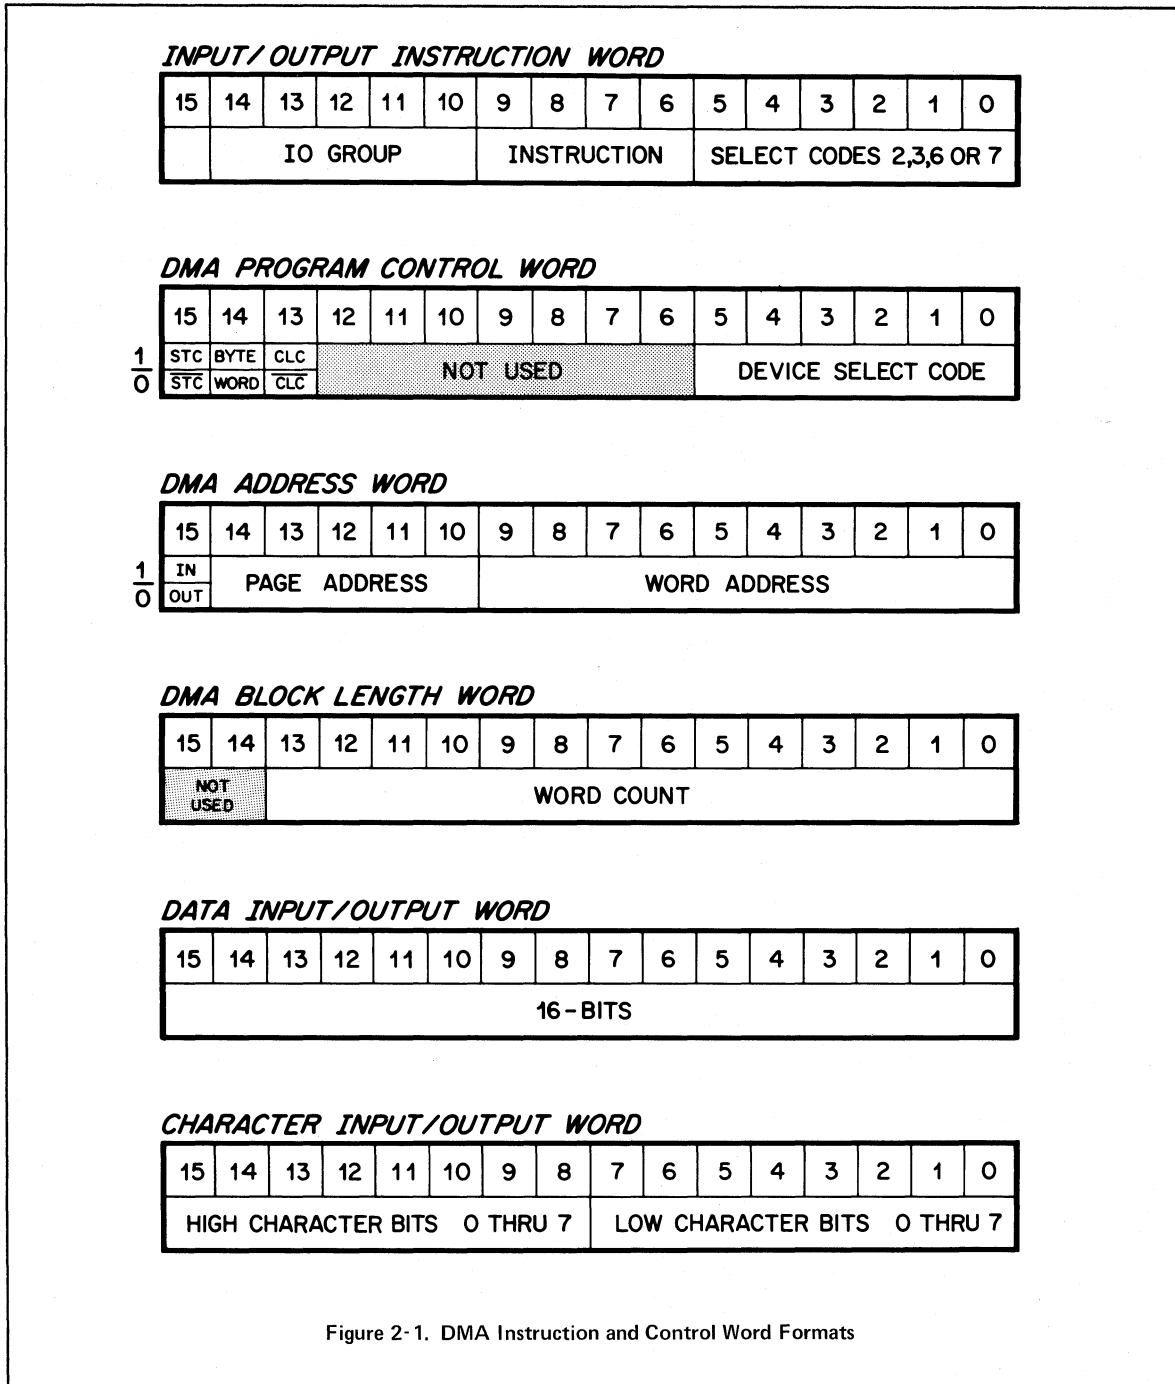 INPUT/OUTPUT INSTRUCTION WORD
15 14 13 12 11 10 9 8 7 6 5 4 3 2 1 0
IO GROUP INSTRUCTION SELECT CODES 2,3,6 OR 7
DMA PROGRAM CONTROL WORD
15 14 13 12 11 10 9 8 7 6 5 4 3 2 1 0
1 STC BYTE CLC
NOT USED DEVICE SELECT CODE
0 S̅T̅C̅ WORD C̅L̅C̅
DMA ADDRESS WORD
15 14 13 12 11 10 9 8 7 6 5 4 3 2 1 0
1 IN
PAGE ADDRESS WORD ADDRESS
0 OUT
DMA BLOCK LENGTH WORD
15 14 13 12 11 10 9 8 7 6 5 4 3 2 1 0
NOT
USED
WORD COUNT
DATA INPUT/OUTPUT WORD
15 14 13 12 11 10 9 8 7 6 5 4 3 2 1 0
16-BITS
CHARACTER INPUT/OUTPUT WORD
15 14 13 12 11 10 9 8 7 6 5 4 3 2 1 0
HIGH CHARACTER BITS 0 THRU 7 LOW CHARACTER BITS 0 THRU 7
Figure 2-1. DMA Instruction and Control Word Formats